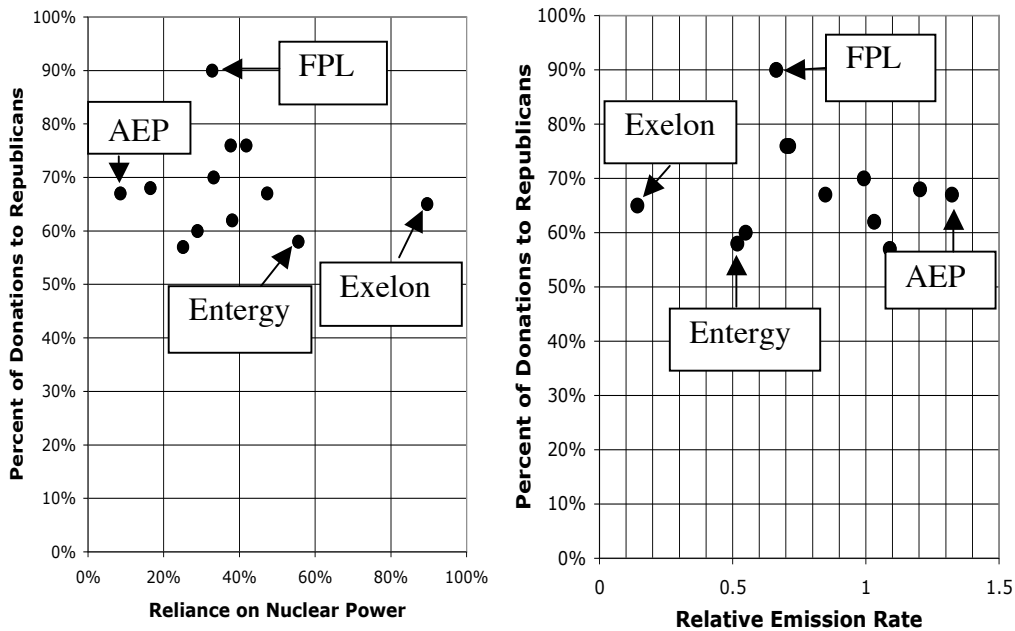 Percent of Donations to Republicans
100%
90%
80%
70%
60%
50%
40%
30%
20%
10%
0%
FPL
AEP
Exelon
Entergy
0% 20% 40% 60% 80% 100%
Reliance on Nuclear Power
Percent of Donations to Republicans
100%
90%
80%
70%
60%
50%
40%
30%
20%
10%
0%
FPL
Exelon
AEP
Entergy
0 0.5 1 1.5
Relative Emission Rate